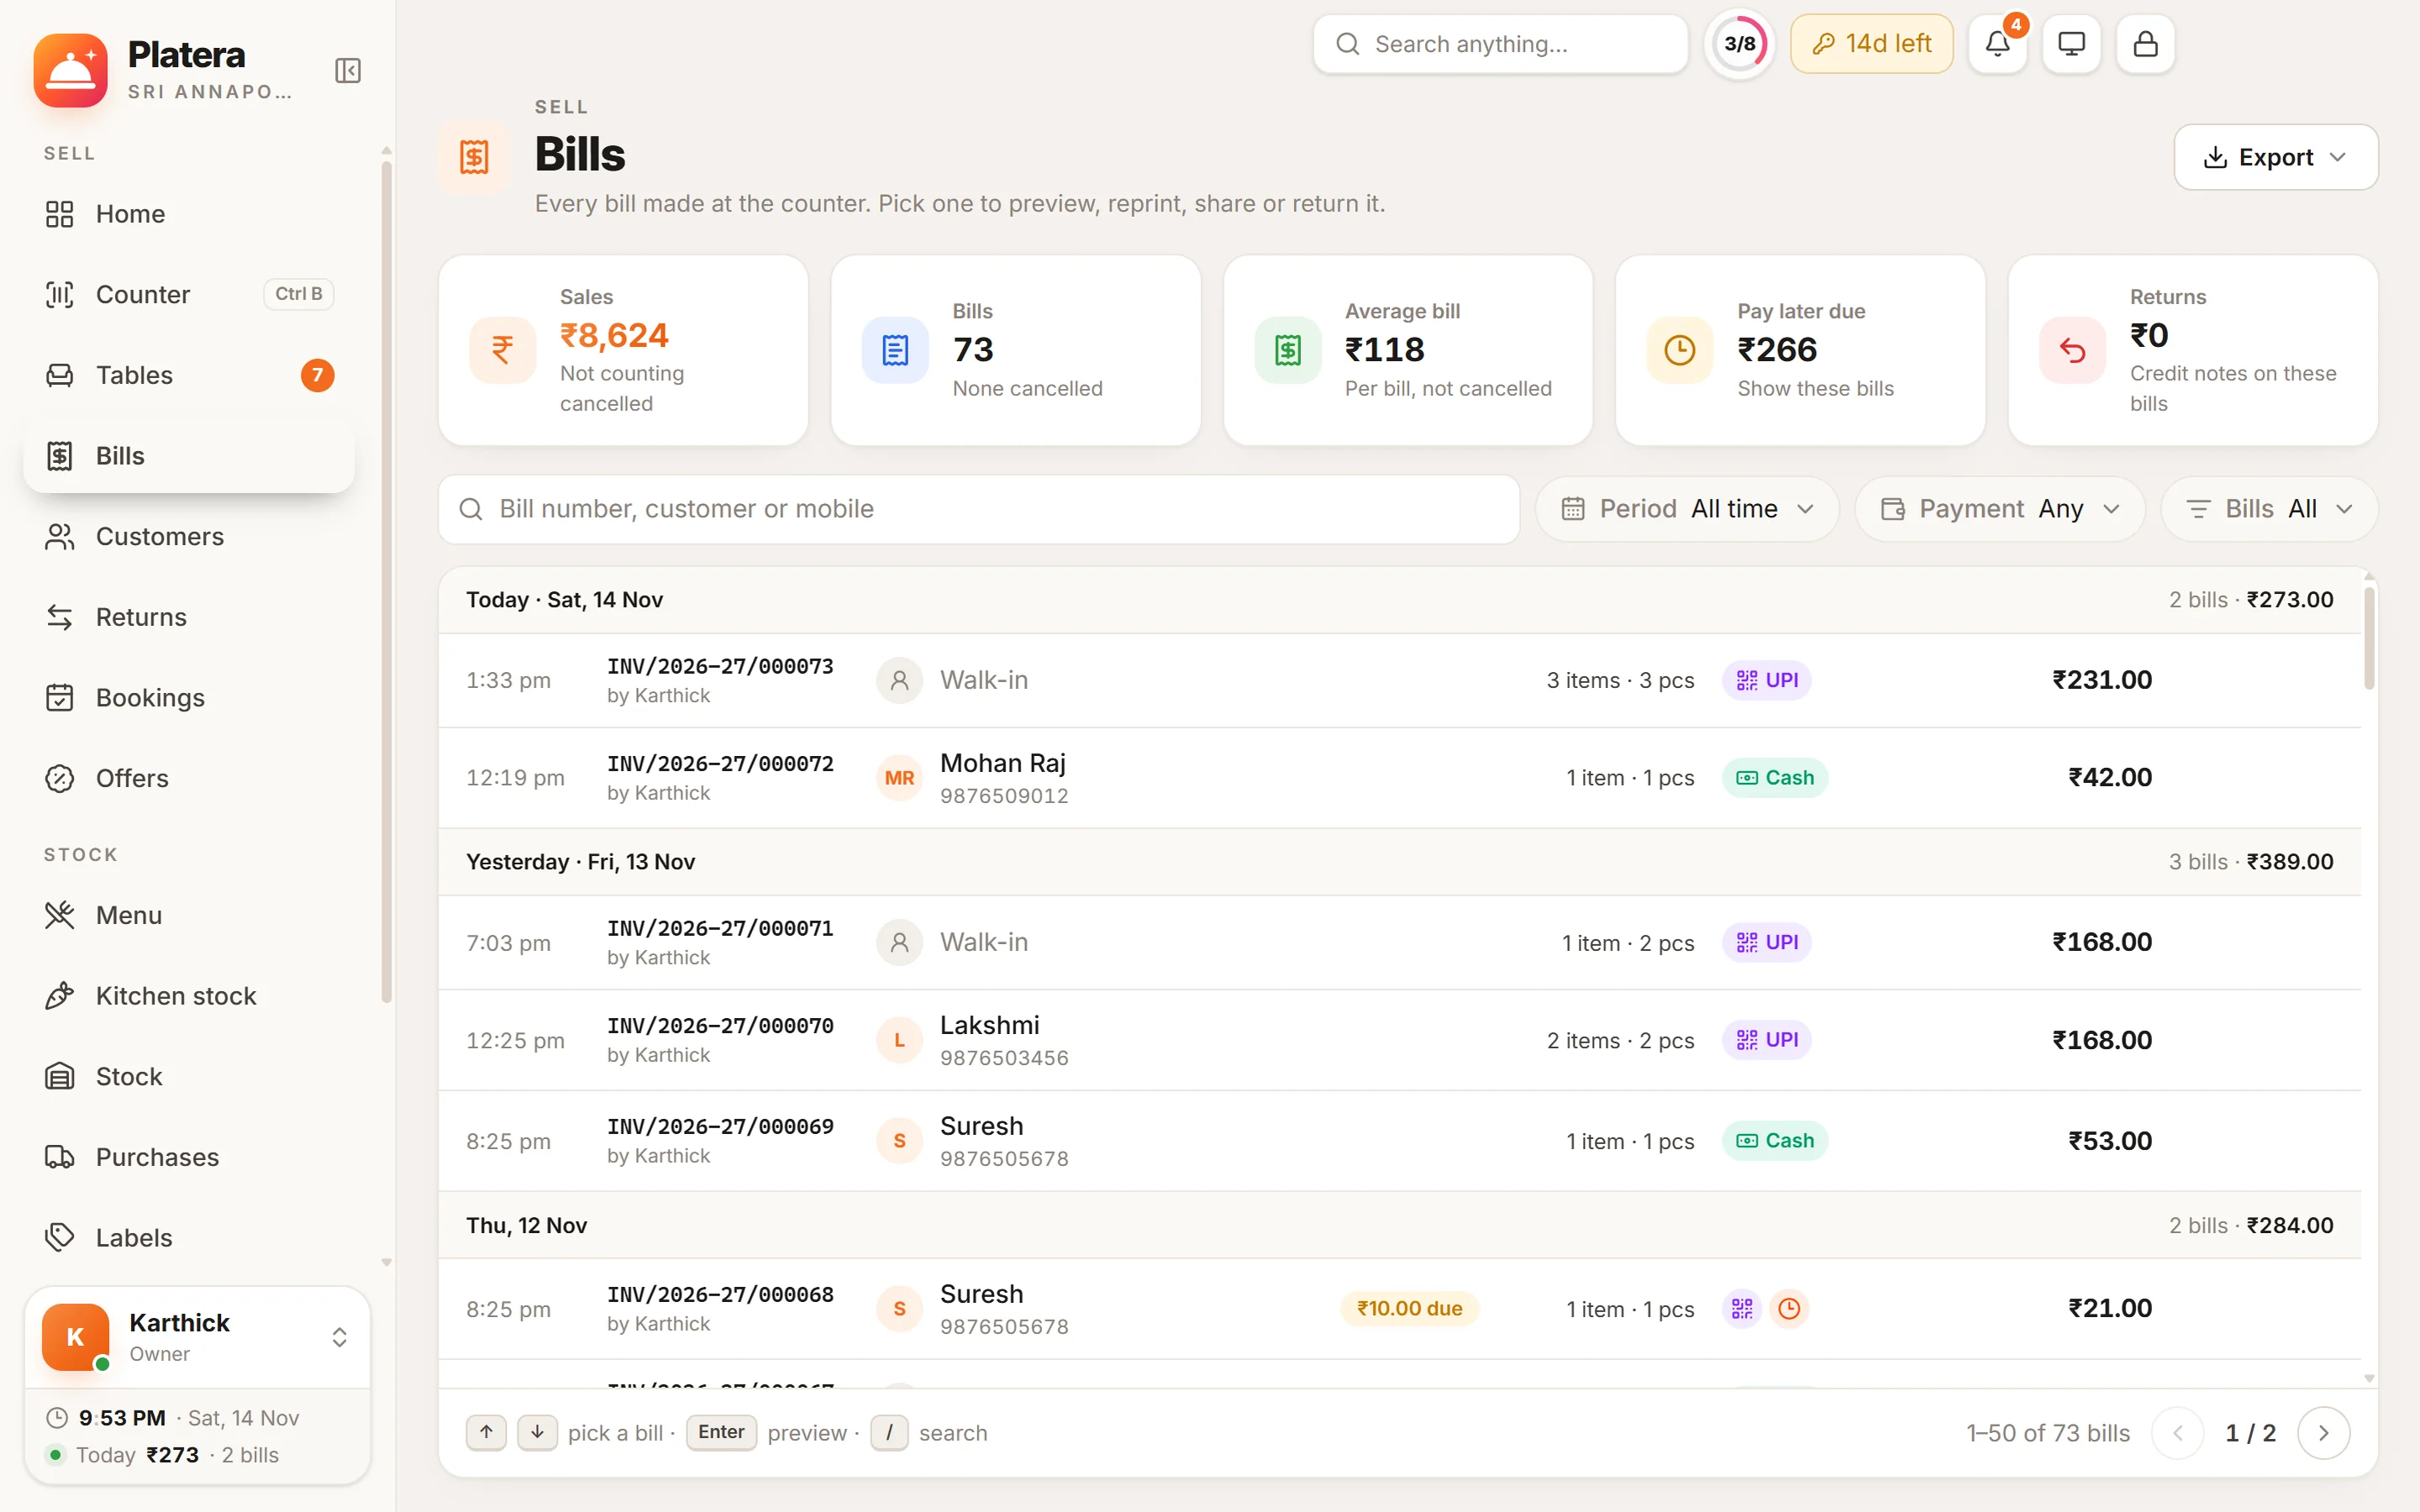 Platera
SRI ANNAPO...
SELL
Home
Counter Ctrl B
Tables 7
Bills
Customers
Returns
Bookings
Offers
STOCK
Menu
Kitchen stock
Stock
Purchases
Labels
K Karthick
Owner
9:53 PM · Sat, 14 Nov
Today ₹273 · 2 bills
Search anything...
3/8
14d left
4
SELL
Bills
Every bill made at the counter. Pick one to preview, reprint, share or return it.
Export
Sales
₹8,624
Not counting
cancelled
Bills
73
None cancelled
Average bill
₹118
Per bill, not cancelled
Pay later due
₹266
Show these bills
Returns
₹0
Credit notes on these
bills
Bill number, customer or mobile
Period All time
Payment Any
Bills All
Today · Sat, 14 Nov 2 bills · ₹273.00
1:33 pm INV/2026–27/000073 Walk-in 3 items · 3 pcs UPI ₹231.00
by Karthick
12:19 pm INV/2026–27/000072 MR Mohan Raj 1 item · 1 pcs Cash ₹42.00
by Karthick 9876509012
Yesterday · Fri, 13 Nov 3 bills · ₹389.00
7:03 pm INV/2026–27/000071 Walk-in 1 item · 2 pcs UPI ₹168.00
by Karthick
12:25 pm INV/2026–27/000070 L Lakshmi 2 items · 2 pcs UPI ₹168.00
by Karthick 9876503456
8:25 pm INV/2026–27/000069 S Suresh 1 item · 1 pcs Cash ₹53.00
by Karthick 9876505678
Thu, 12 Nov 2 bills · ₹284.00
8:25 pm INV/2026–27/000068 S Suresh ₹10.00 due 1 item · 1 pcs ₹21.00
by Karthick 9876505678
↑ ↓ pick a bill · Enter preview · / search
1–50 of 73 bills 1 / 2